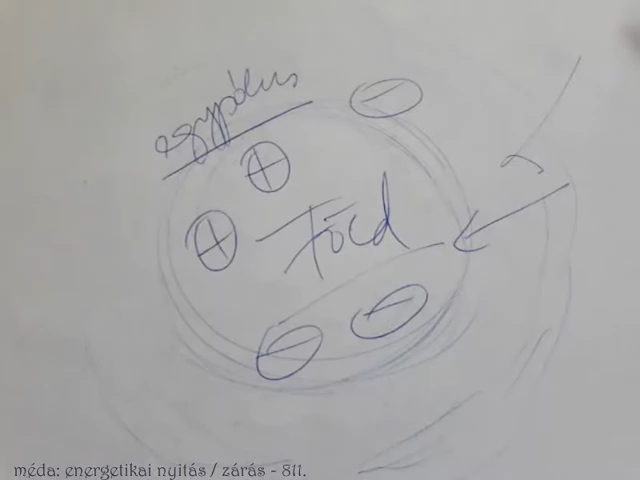 egypólus
Föld
méda: energetikai nyitás / zárás - 811.